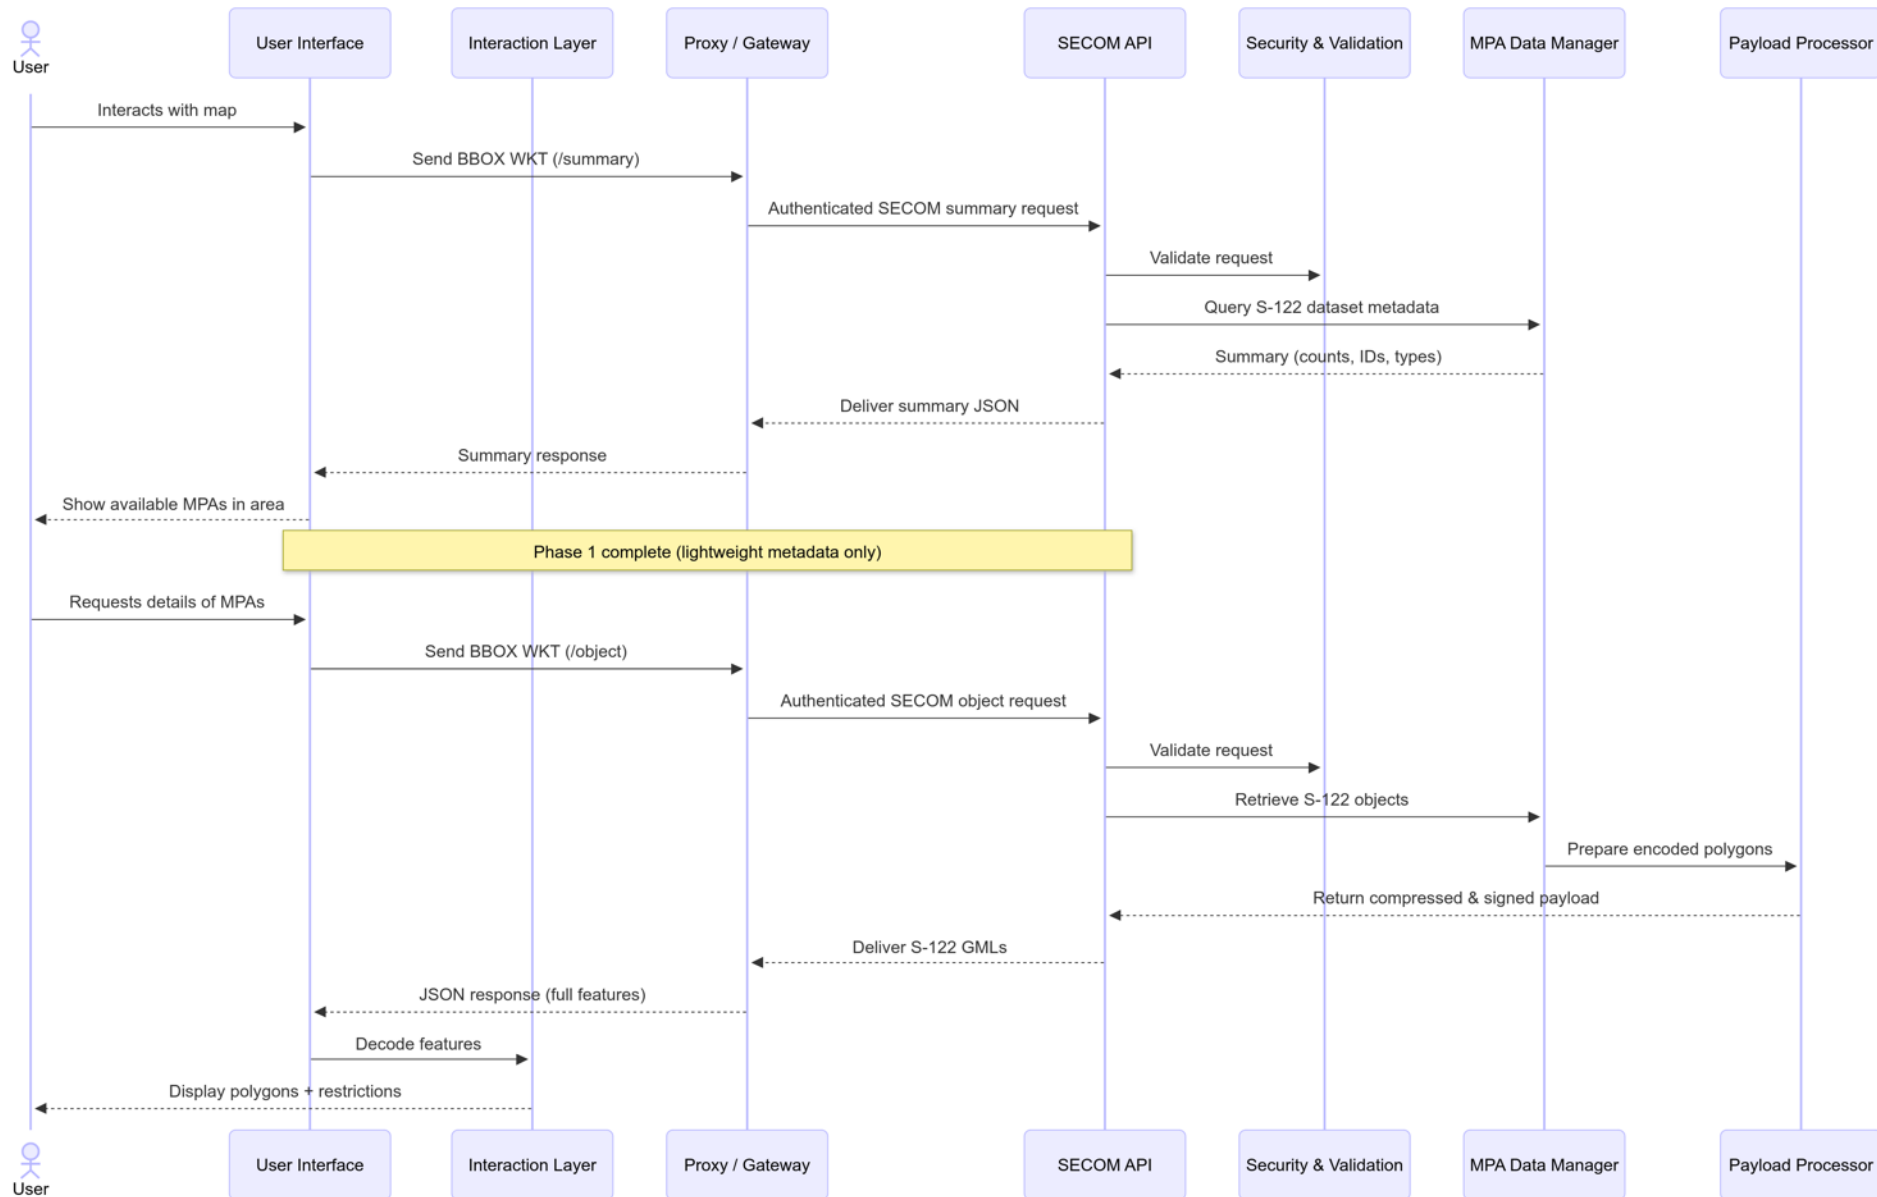 User
User Interface
Interaction Layer
Proxy / Gateway
SECOM API
Security & Validation
MPA Data Manager
Payload Processor
Interacts with map
Send BBOX WKT (/summary)
Authenticated SECOM summary request
Validate request
Query S-122 dataset metadata
Summary (counts, IDs, types)
Deliver summary JSON
Summary response
Show available MPAs in area
Phase 1 complete (lightweight metadata only)
Requests details of MPAs
Send BBOX WKT (/object)
Authenticated SECOM object request
Validate request
Retrieve S-122 objects
Prepare encoded polygons
Return compressed & signed payload
Deliver S-122 GMLs
JSON response (full features)
Decode features
Display polygons + restrictions
User
User Interface
Interaction Layer
Proxy / Gateway
SECOM API
Security & Validation
MPA Data Manager
Payload Processor